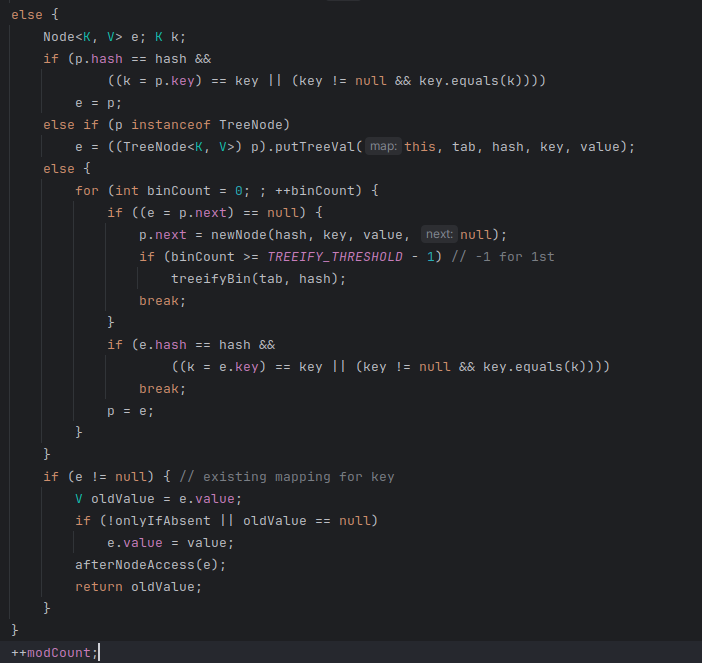 else {
    Node<K, V> e; K k;
    if (p.hash == hash &&
            ((k = p.key) == key || (key != null && key.equals(k))))
        e = p;
    else if (p instanceof TreeNode)
        e = ((TreeNode<K, V>) p).putTreeVal( map: this, tab, hash, key, value);
    else {
        for (int binCount = 0; ; ++binCount) {
            if ((e = p.next) == null) {
                p.next = newNode(hash, key, value, next: null);
                if (binCount >= TREEIFY_THRESHOLD - 1) // -1 for 1st
                    treeifyBin(tab, hash);
                break;
            }
            if (e.hash == hash &&
                    ((k = e.key) == key || (key != null && key.equals(k))))
                break;
            p = e;
        }
    }
    if (e != null) { // existing mapping for key
        V oldValue = e.value;
        if (!onlyIfAbsent || oldValue == null)
            e.value = value;
        afterNodeAccess(e);
        return oldValue;
    }
}
++modCount;